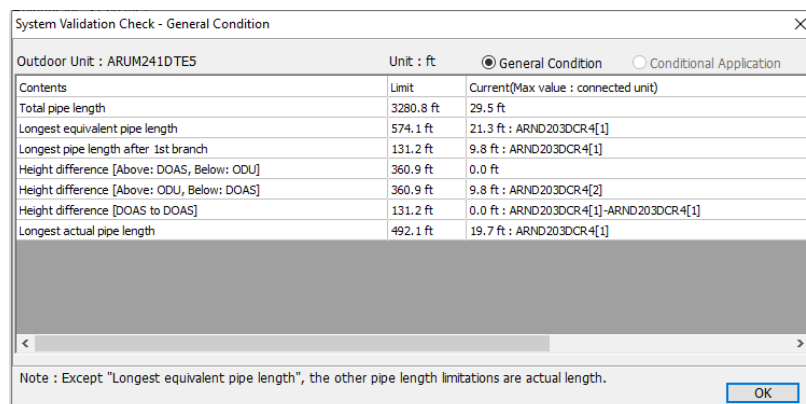 System Validation Check - General Condition
Outdoor Unit : ARUM241DTE5 Unit : ft General Condition Conditional Application
Contents Limit Current(Max value : connected unit)
Total pipe length 3280.8 ft 29.5 ft
Longest equivalent pipe length 574.1 ft 21.3 ft : ARND203DCR4[1]
Longest pipe length after 1st branch 131.2 ft 9.8 ft : ARND203DCR4[1]
Height difference [Above: DOAS, Below: ODU] 360.9 ft 0.0 ft
Height difference [Above: ODU, Below: DOAS] 360.9 ft 9.8 ft : ARND203DCR4[2]
Height difference [DOAS to DOAS] 131.2 ft 0.0 ft : ARND203DCR4[1]-ARND203DCR4[1]
Longest actual pipe length 492.1 ft 19.7 ft : ARND203DCR4[1]
Note : Except "Longest equivalent pipe length", the other pipe length limitations are actual length.
OK